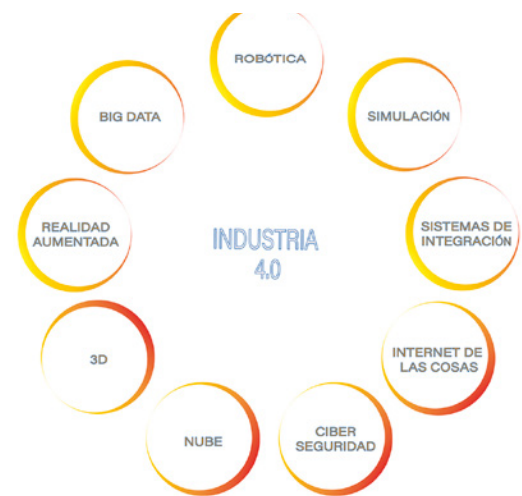 ROBÓTICA
SIMULACIÓN
SISTEMAS DE
INTEGRACIÓN
INTERNET DE
LAS COSAS
CIBER
SEGURIDAD
NUBE
3D
REALIDAD
AUMENTADA
BIG DATA
INDUSTRIA
4.0